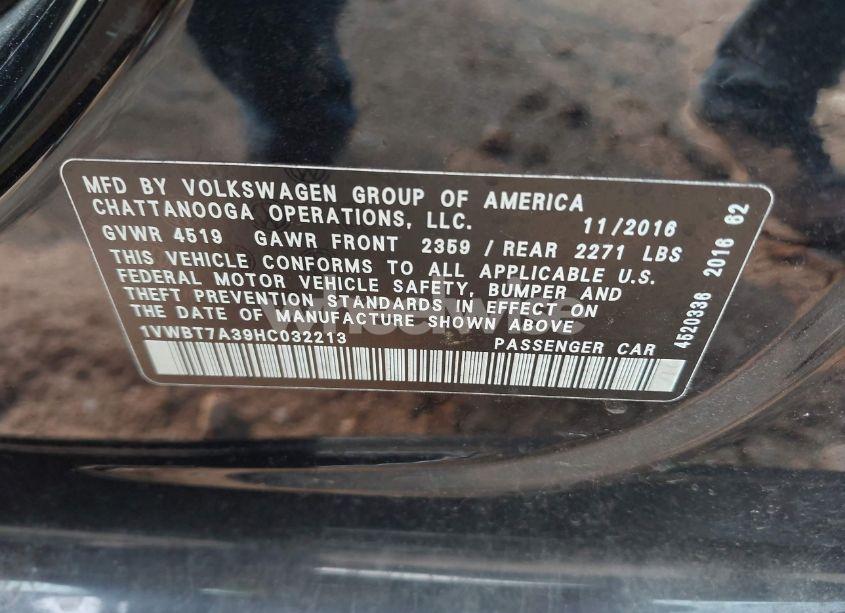 MFD BY VOLKSWAGEN GROUP OF AMERICA
CHATTANOOGA OPERATIONS, LLC. 11/2016
GVWR 4519 GAWR FRONT 2359 / REAR 2271 LBS
THIS VEHICLE CONFORMS TO ALL APPLICABLE U.S.
FEDERAL MOTOR VEHICLE SAFETY, BUMPER AND
THEFT PREVENTION STANDARDS IN EFFECT ON
THE DATE OF MANUFACTURE SHOWN ABOVE
1VWBT7A39HC032213 PASSENGER CAR
4520336 2016 62